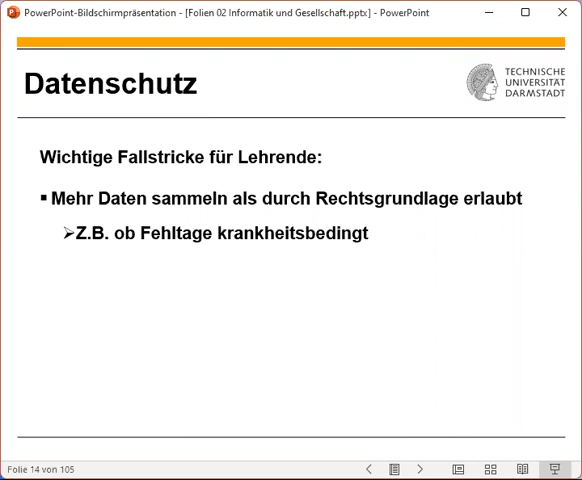 PowerPoint-Bildschirmpräsentation - [Folien 02 Informatik und Gesellschaft.pptx] - PowerPoint
Datenschutz
TECHNISCHE
UNIVERSITÄT
DARMSTADT
Wichtige Fallstricke für Lehrende:
▪ Mehr Daten sammeln als durch Rechtsgrundlage erlaubt
➢Z.B. ob Fehltage krankheitsbedingt
Folie 14 von 105